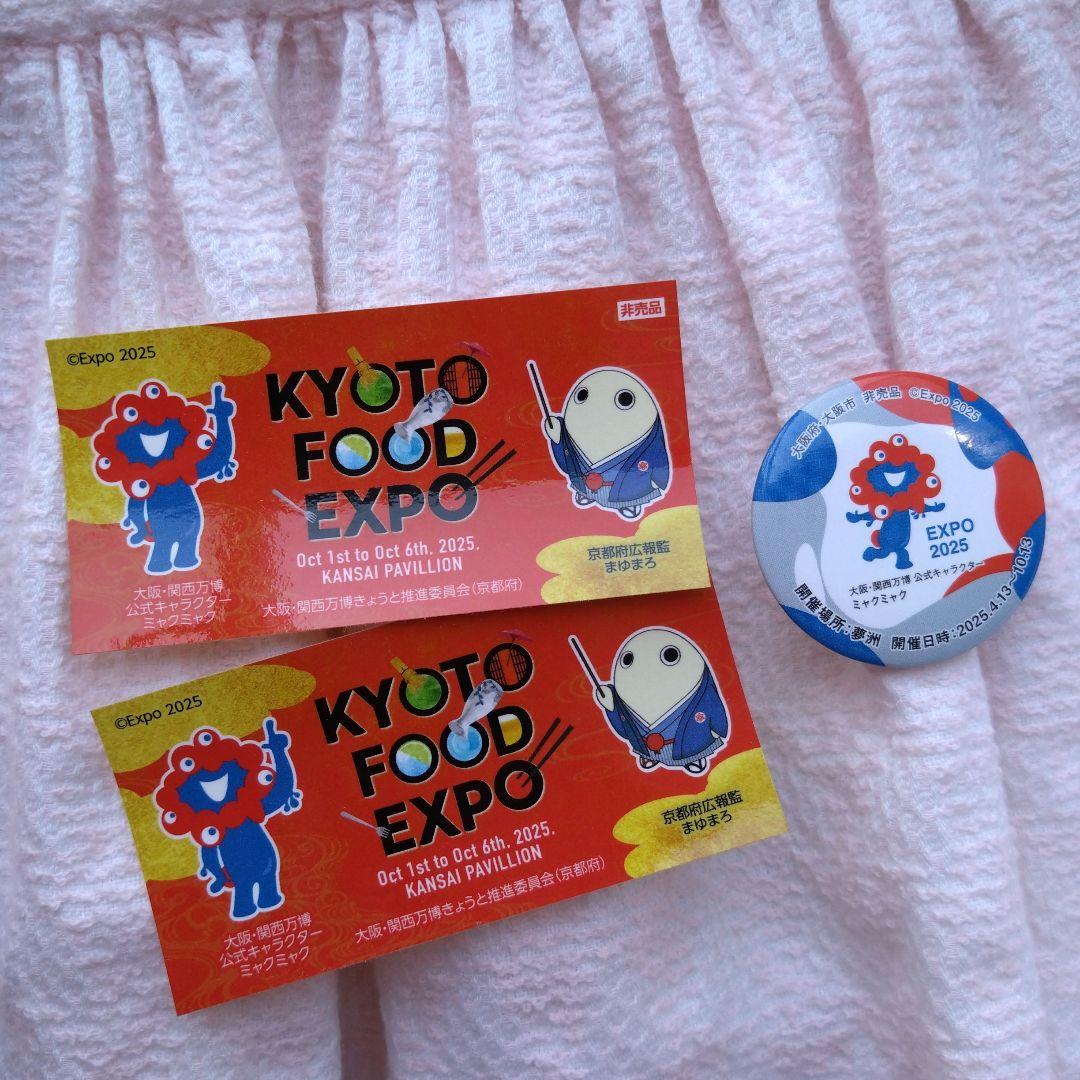 ©Expo 2025
非売品
KYOTO
FOOD
EXPO
Oct 1st to Oct 6th, 2025.
KANSAI PAVILLION
大阪・関西万博きょうと推進委員会(京都府)
大阪・関西万博
公式キャラクター
ミャクミャク
京都府広報監
まゆまろ
大阪府・大阪市 非売品 ©Expo 2025
EXPO
2025
大阪・関西万博 公式キャラクター
ミャクミャク
開催場所:夢洲 開催日時:2025.4.13~10.13
©Expo 2025
KYOTO
FOOD
EXPO
Oct 1st to Oct 6th, 2025.
KANSAI PAVILLION
大阪・関西万博きょうと推進委員会(京都府)
大阪・関西万博
公式キャラクター
ミャクミャク
京都府広報監
まゆまろ